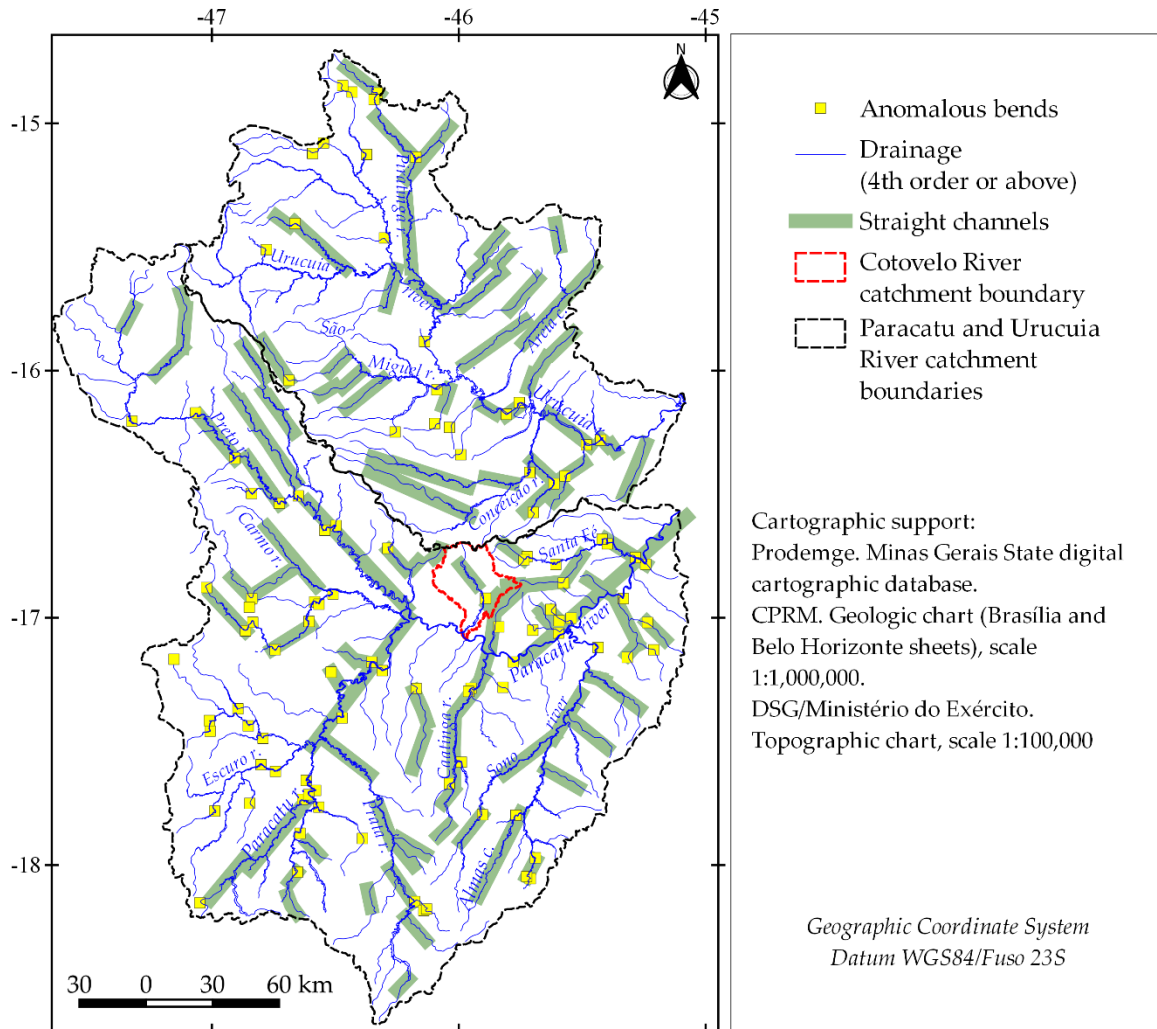 -47
-46
-45
N
-15
-16
-17
-18
Piratinga r.
Urucuia
river
São
Miguel r.
Areia c.
Urucuia r.
Preto r.
Conceição r.
Carmo r.
Santa Fé
Paracatu river
Caatinga r.
Sono river
Escuro r.
Paracatu r.
Prata r.
Almas c.
30 0 30 60 km
Anomalous bends
Drainage
(4th order or above)
Straight channels
Cotovelo River
catchment boundary
Paracatu and Urucuia
River catchment
boundaries
Cartographic support:
Prodemge. Minas Gerais State digital
cartographic database.
CPRM. Geologic chart (Brasília and
Belo Horizonte sheets), scale
1:1,000,000.
DSG/Ministério do Exército.
Topographic chart, scale 1:100,000
Geographic Coordinate System
Datum WGS84/Fuso 23S